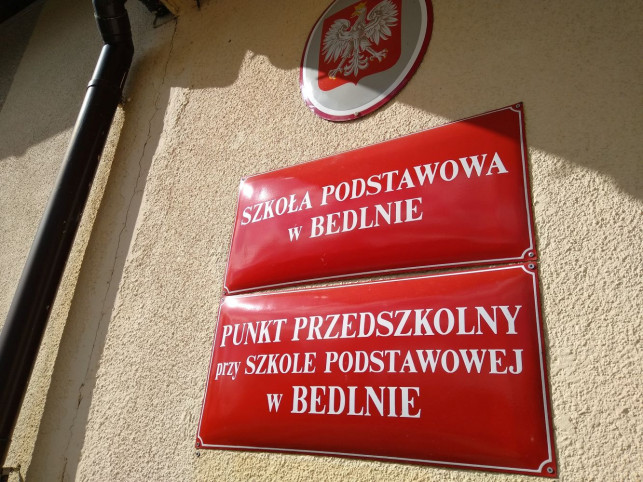 SZKOŁA PODSTAWOWA
w BEDLNIE
PUNKT PRZEDSZKOLNY
przy SZKOLE PODSTAWOWEJ
w BEDLNIE